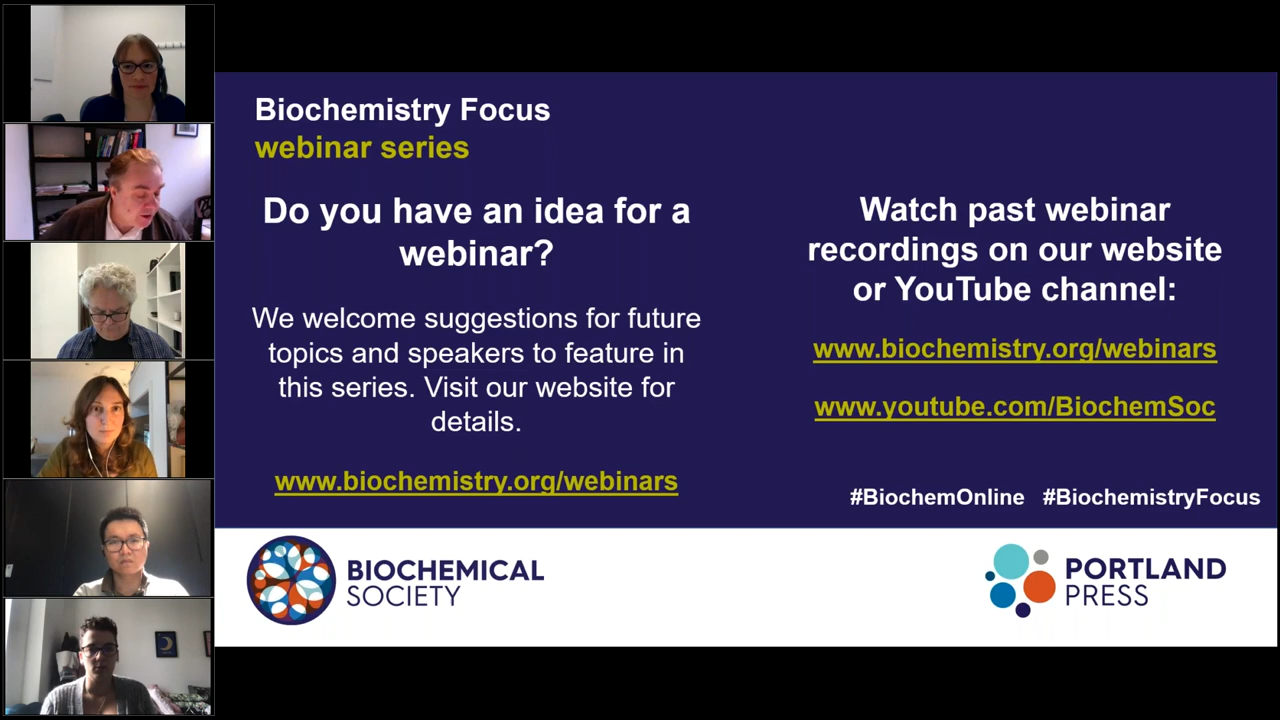 Biochemistry Focus
webinar series
Do you have an idea for a
webinar?
We welcome suggestions for future
topics and speakers to feature in
this series. Visit our website for
details.
www.biochemistry.org/webinars
Watch past webinar
recordings on our website
or YouTube channel:
www.biochemistry.org/webinars
www.youtube.com/BiochemSoc
#BiochemOnline #BiochemistryFocus
BIOCHEMICAL
SOCIETY
PORTLAND
PRESS